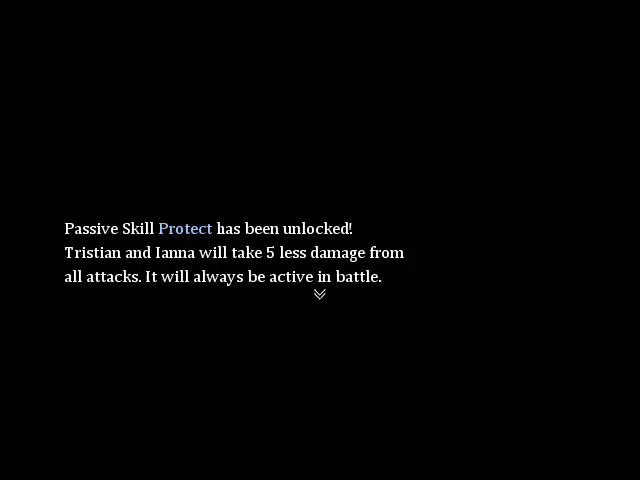 Passive Skill Protect has been unlocked!
Tristian and Ianna will take 5 less damage from
all attacks. It will always be active in battle.